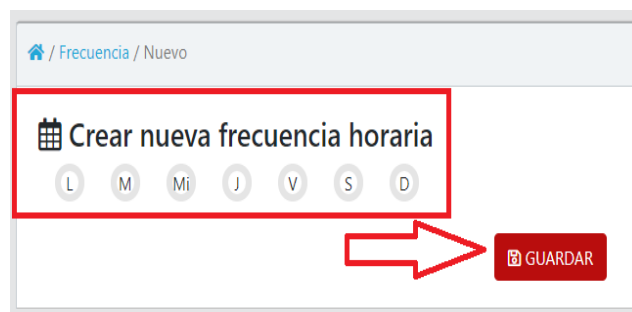 / Frecuencia / Nuevo
Crear nueva frecuencia horaria
L M Mi J V S D
GUARDAR